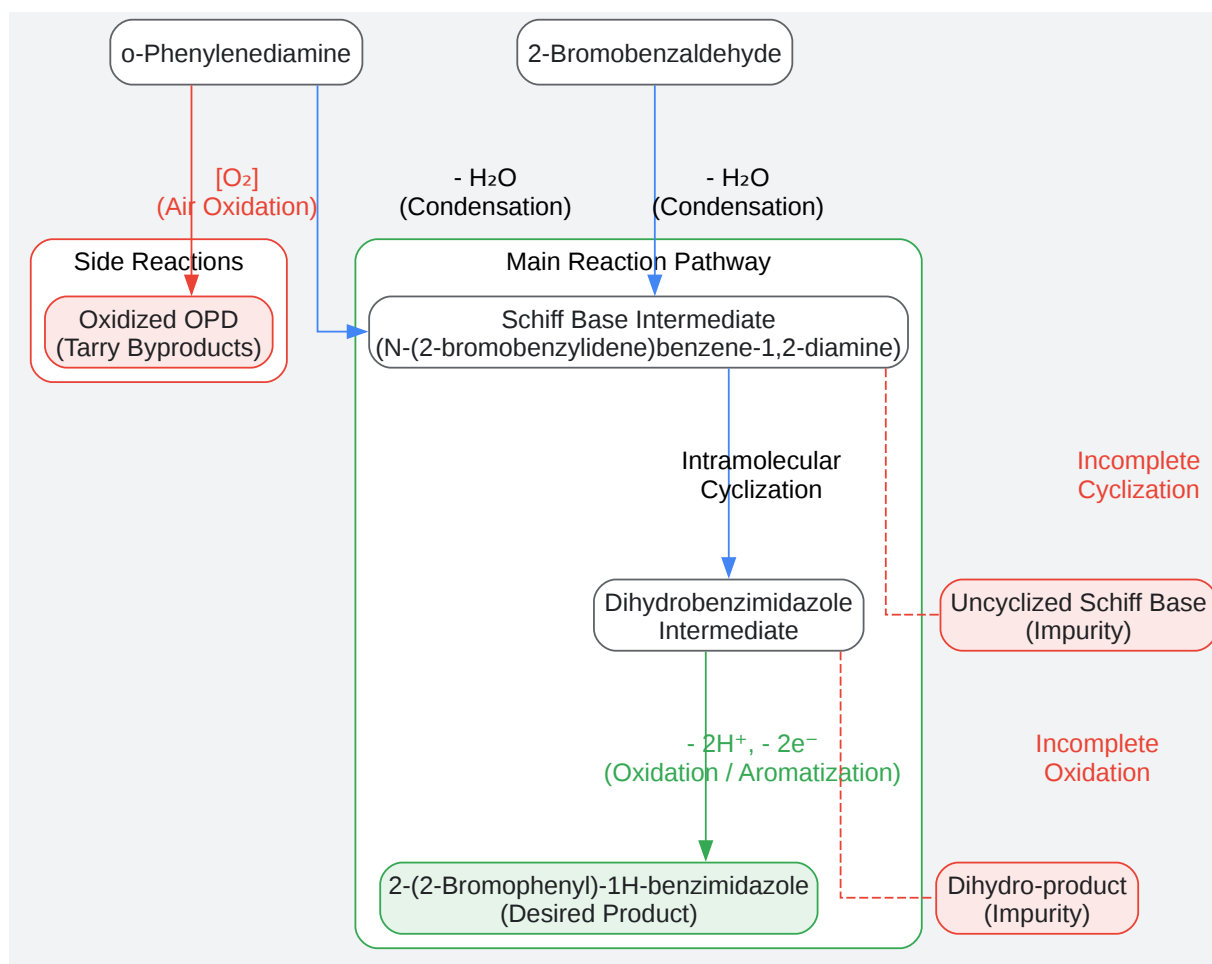 o-Phenylenediamine
2-Bromobenzaldehyde
[O₂]
(Air Oxidation)
- H₂O
(Condensation)
- H₂O
(Condensation)
Side Reactions
Main Reaction Pathway
Oxidized OPD
(Tarry Byproducts)
Schiff Base Intermediate
(N-(2-bromobenzylidene)benzene-1,2-diamine)
Intramolecular
Cyclization
Incomplete
Cyclization
Dihydrobenzimidazole
Intermediate
Uncyclized Schiff Base
(Impurity)
- 2H⁺, - 2e⁻
(Oxidation / Aromatization)
Incomplete
Oxidation
2-(2-Bromophenyl)-1H-benzimidazole
(Desired Product)
Dihydro-product
(Impurity)